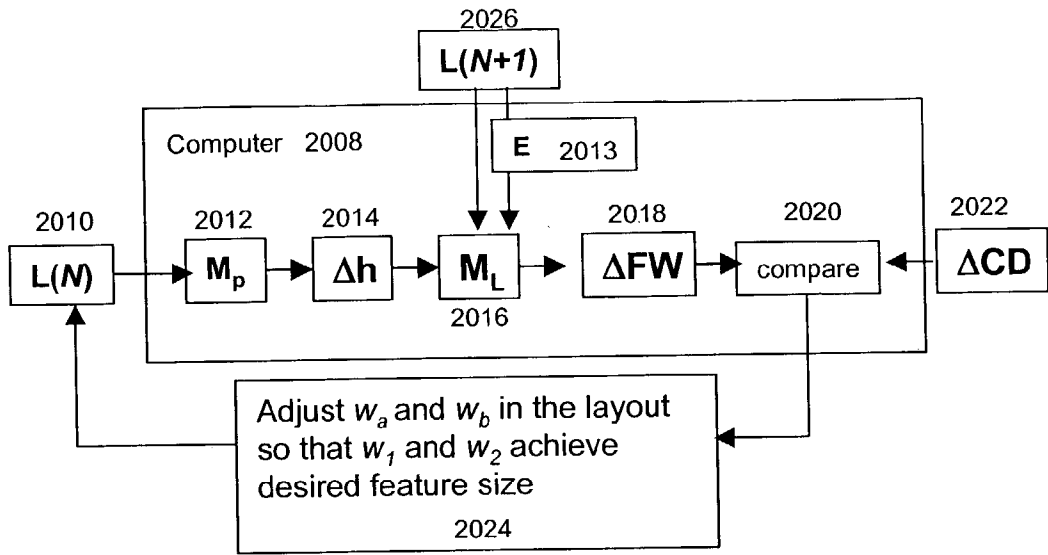 2026
L(N+1)
Computer 2008
E 2013
2010
2012
2014
2018
2020
2022
L(N)
Mp
Δh
ML
ΔFW
compare
ΔCD
2016
Adjust wa and wb in the layout
so that w1 and w2 achieve
desired feature size
2024